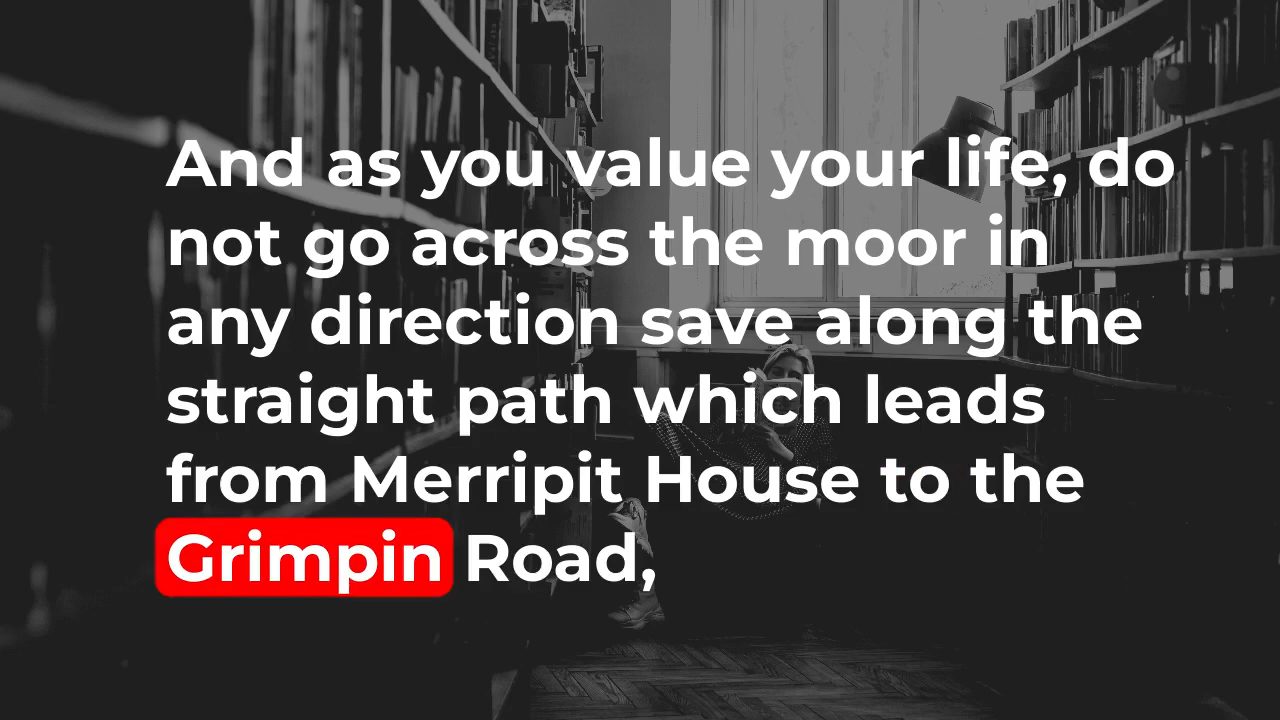 And as you value your life, do
not go across the moor in
any direction save along the
straight path which leads
from Merripit House to the
Grimpin Road,